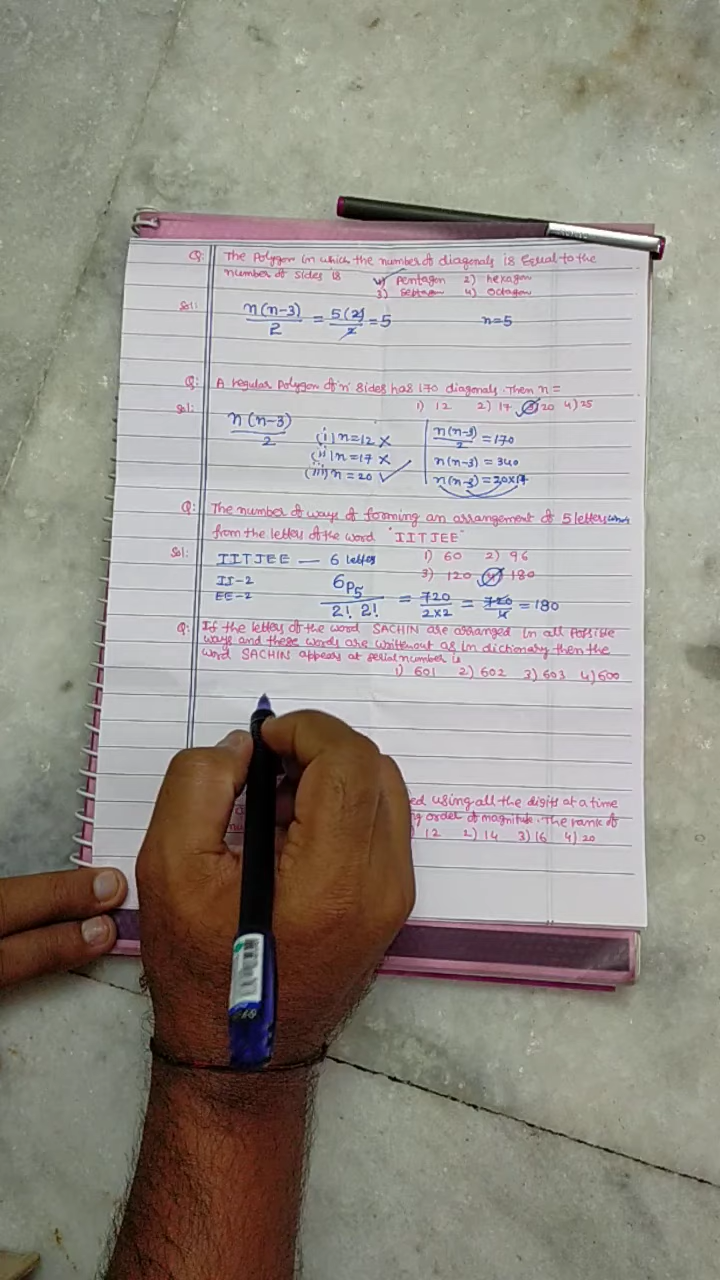 Q: The Polygon in which the number of diagonals is Equal to the
number of sides is 1) Pentagon 2) hexagon
3) Septagon 4) Octagon
Sol: n(n-3)/2 = 5(2)/2 = 5 n=5
Q: A regular Polygon of 'n' sides has 170 diagonals. Then n =
1) 12 2) 17 3) 20 4) 25
Sol: n(n-3)/2
(i) n=12 ×
(ii) n=17 ×
(iii) n=20 ✓
n(n-3)/2 = 170
n(n-3) = 340
n(n-3) = 20×17
Q: The number of ways of forming an arrangement of 5 letters
from the letters of the word "IITJEE"
1) 60 2) 96
3) 120 4) 180
Sol: IITJEE — 6 letters
II-2
EE-2
6P5/2! 2! = 720/2×2 = 720/4 = 180
Q: If the letters of the word SACHIN are arranged in all Possible
ways and these words are written out as in dictionary then the
word SACHIN appears at serial number is
1) 601 2) 602 3) 603 4) 600
ed using all the digits at a time
order of magnitude. The rank of
12 2) 14 3) 16 4) 20